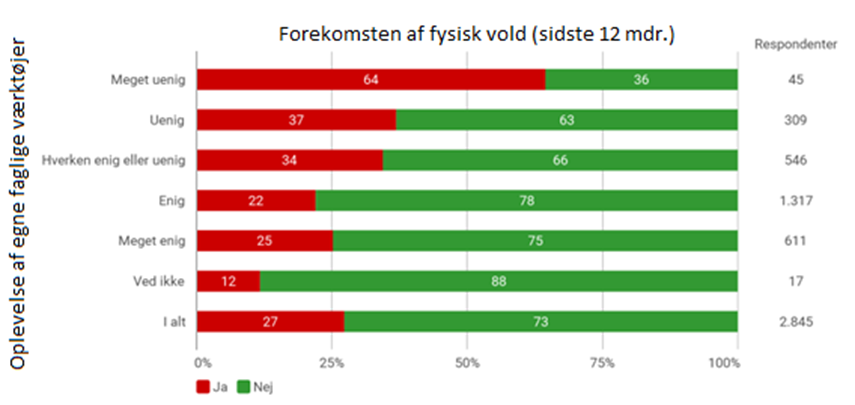 Forekomsten af fysisk vold (sidste 12 mdr.)
Respondenter
Oplevelse af egne faglige værktøjer
Meget uenig 64 36 45
Uenig 37 63 309
Hverken enig eller uenig 34 66 546
Enig 22 78 1.317
Meget enig 25 75 611
Ved ikke 12 88 17
I alt 27 73 2.845
0% 25% 50% 75% 100%
Ja Nej